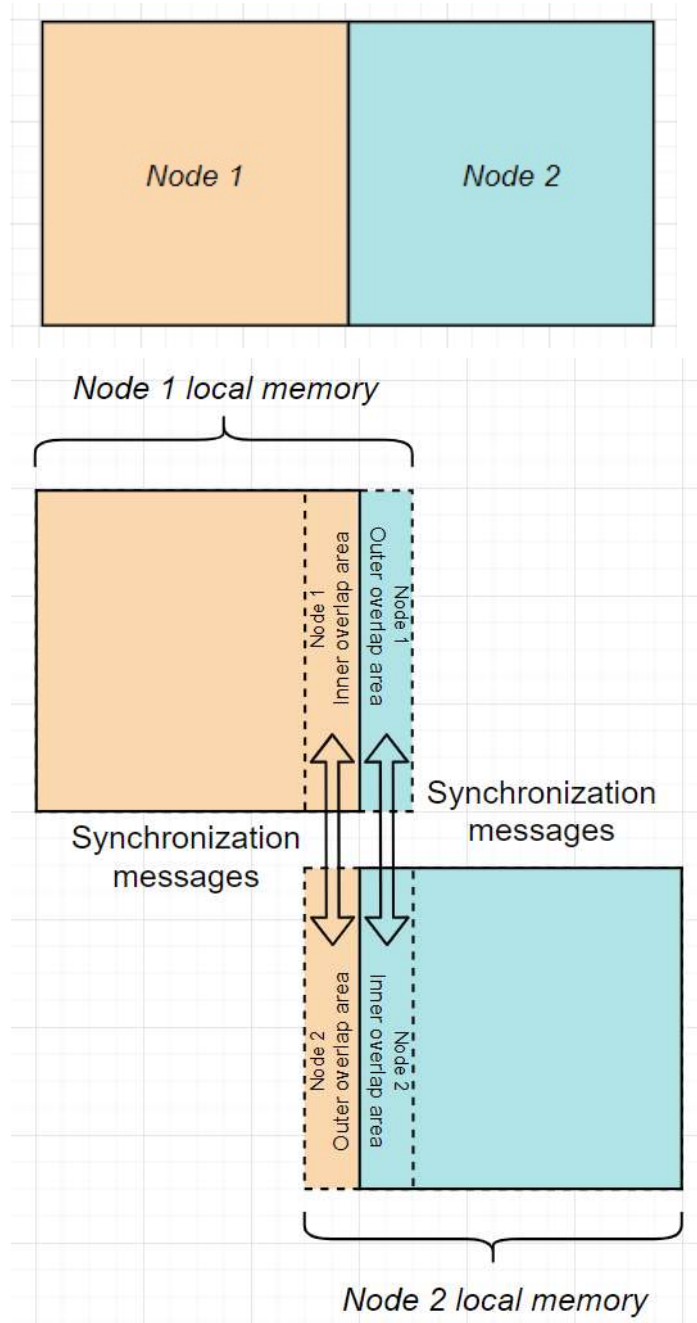 Node 1
Node 2
Node 1 local memory
Node 1
Inner overlap area
Node 1
Outer overlap area
Synchronization
messages
Synchronization
messages
Node 2
Outer overlap area
Node 2
Inner overlap area
Node 2 local memory